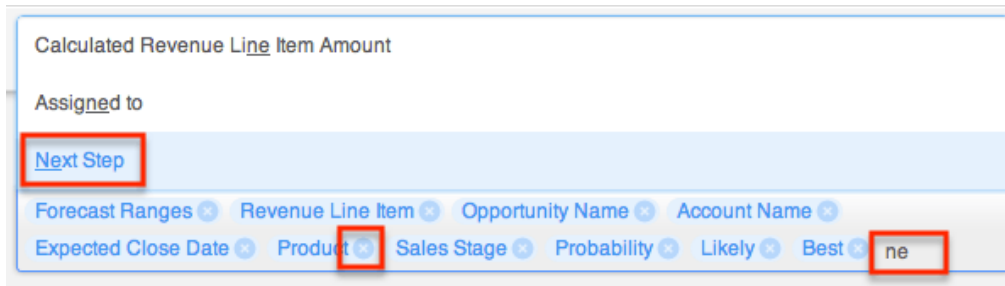 Calculated Revenue Line Item Amount
Assigned to
Next Step
Forecast Ranges Revenue Line Item Opportunity Name Account Name
Expected Close Date Product Sales Stage Probability Likely Best ne